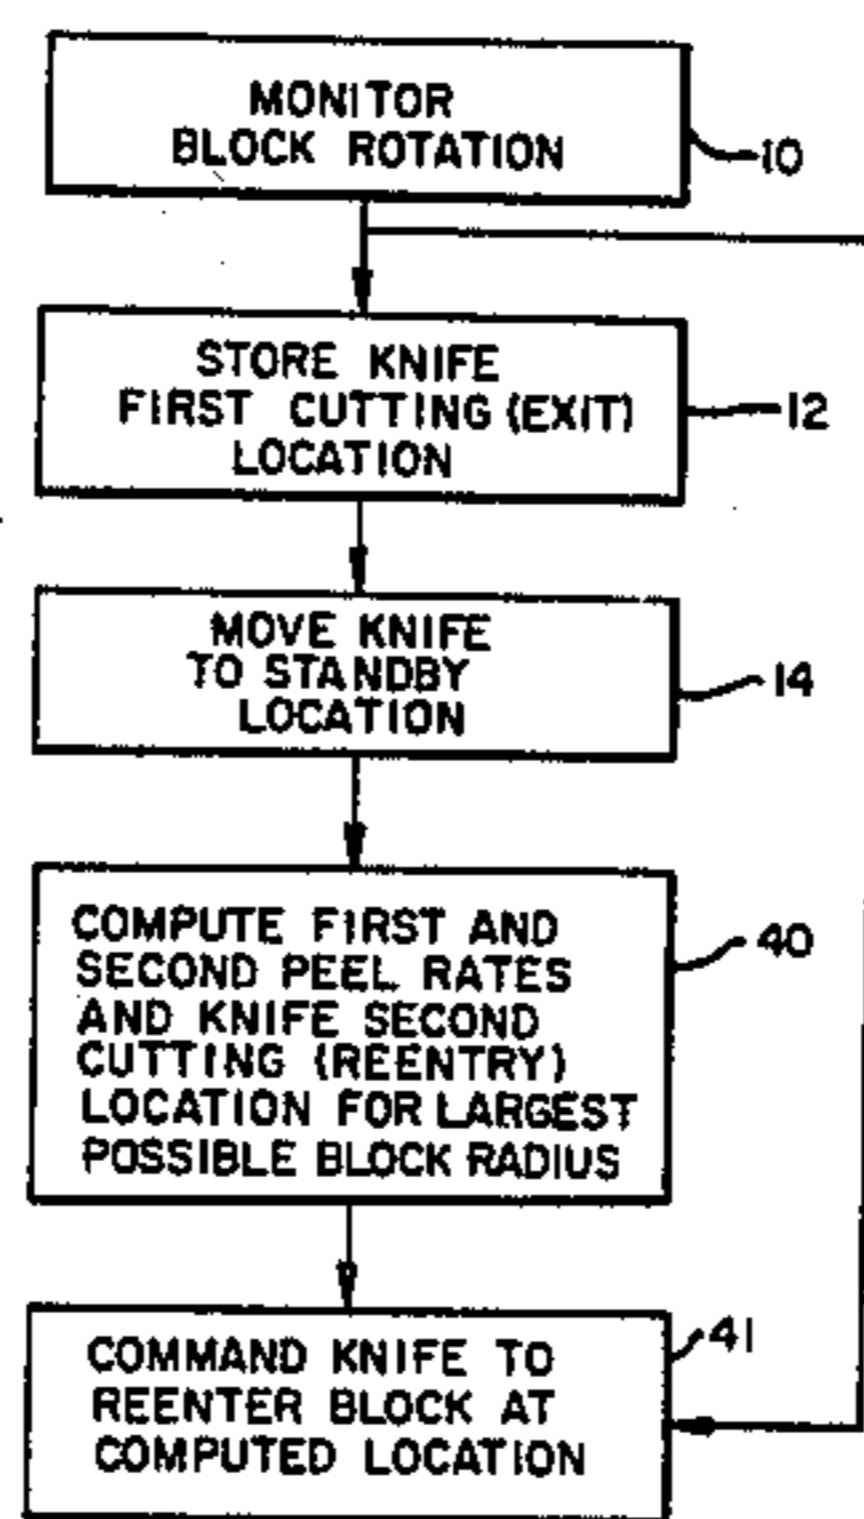 MONITOR
BLOCK ROTATION
10
STORE KNIFE
FIRST CUTTING (EXIT)
LOCATION
12
MOVE KNIFE
TO STANDBY
LOCATION
14
COMPUTE FIRST AND
SECOND PEEL RATES
AND KNIFE SECOND
CUTTING (REENTRY)
LOCATION FOR LARGEST
POSSIBLE BLOCK RADIUS
40
COMMAND KNIFE TO
REENTER BLOCK AT
COMPUTED LOCATION
41